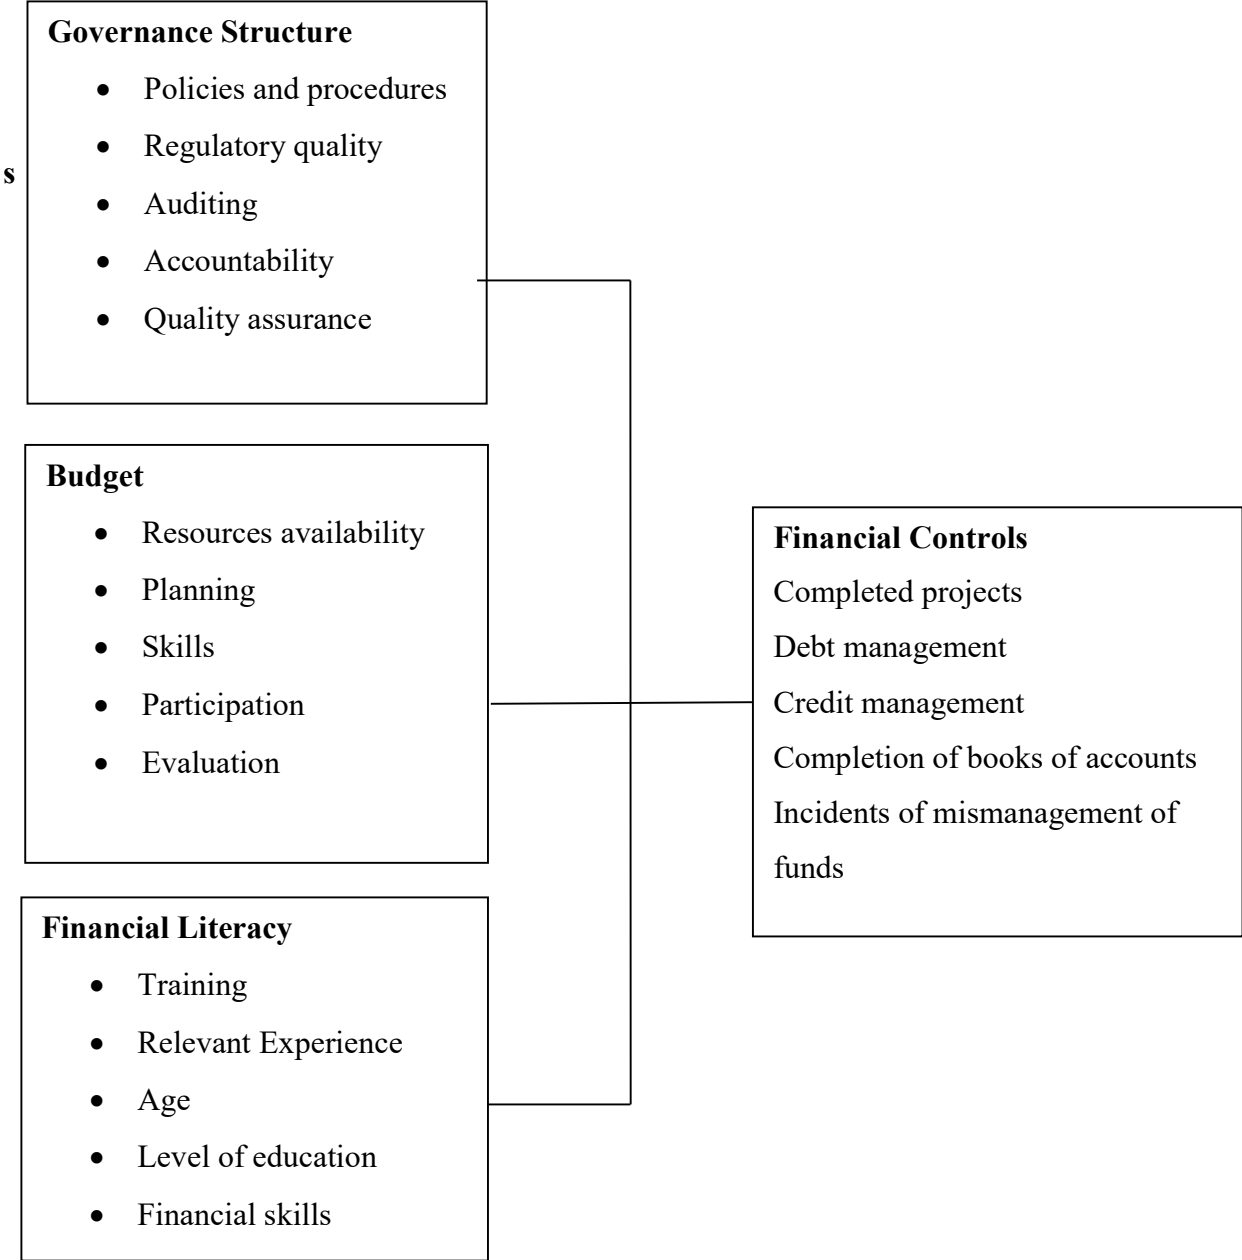 Governance Structure
• Policies and procedures
• Regulatory quality
s
• Auditing
• Accountability
• Quality assurance
Budget
• Resources availability
• Planning
• Skills
• Participation
• Evaluation
Financial Controls
Completed projects
Debt management
Credit management
Completion of books of accounts
Incidents of mismanagement of
funds
Financial Literacy
• Training
• Relevant Experience
• Age
• Level of education
• Financial skills